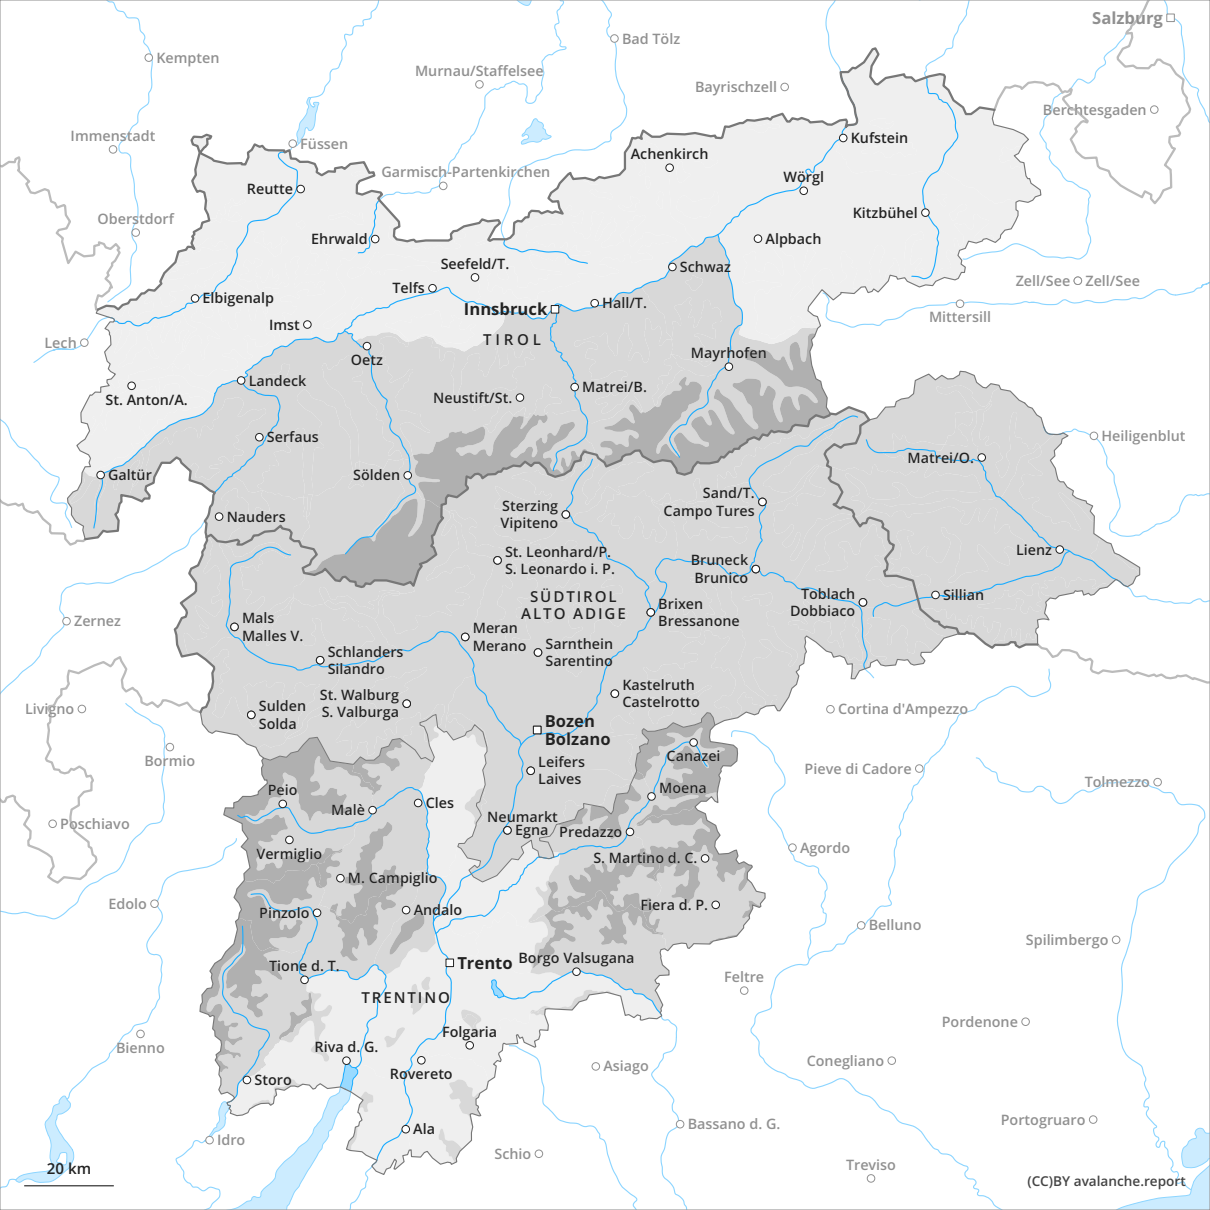 Salzburg
Bad Tölz
Kempten
Murnau/Staffelsee
Bayrischzell
Berchtesgaden
Immenstadt
Füssen
Kufstein
Achenkirch
Garmisch-Partenkirchen
Wörgl
Reutte
Kitzbühel
Oberstdorf
Ehrwald
Alpbach
Seefeld/T.
Schwaz
Zell/See
Zell/See
Telfs
Elbigenalp
Hall/T.
Innsbruck
Mittersill
Imst
TIROL
Lech
Mayrhofen
Oetz
Landeck
Matrei/B.
St. Anton/A.
Neustift/St.
Serfaus
Heiligenblut
Matrei/O.
Galtür
Sölden
Sand/T.
Campo Tures
Sterzing
Vipiteno
Nauders
Lienz
St. Leonhard/P.
S. Leonardo i. P.
Bruneck
Brunico
Toblach
Dobbiaco
Sillian
SÜDTIROL
ALTO ADIGE
Brixen
Bressanone
Zernez
Mals
Malles V.
Meran
Merano
Sarnthein
Sarentino
Schlanders
Silandro
Kastelruth
Castelrotto
St. Walburg
S. Valburga
Sulden
Solda
Livigno
Cortina d'Ampezzo
Bozen
Bolzano
Bormio
Canazei
Leifers
Laives
Pieve di Cadore
Tolmezzo
Peio
Moena
Malè
Cles
Neumarkt
Egna
Predazzo
Poschiavo
Vermiglio
Agordo
S. Martino d. C.
M. Campiglio
Edolo
Pinzolo
Andalo
Fiera d. P.
Belluno
Spilimbergo
Borgo Valsugana
Trento
Tione d. T.
Feltre
TRENTINO
Pordenone
Folgaria
Bienno
Riva d. G.
Conegliano
Asiago
Rovereto
Storo
Portogruaro
Bassano d. G.
Ala
Idro
Schio
Treviso
20 km
(CC)BY avalanche.report